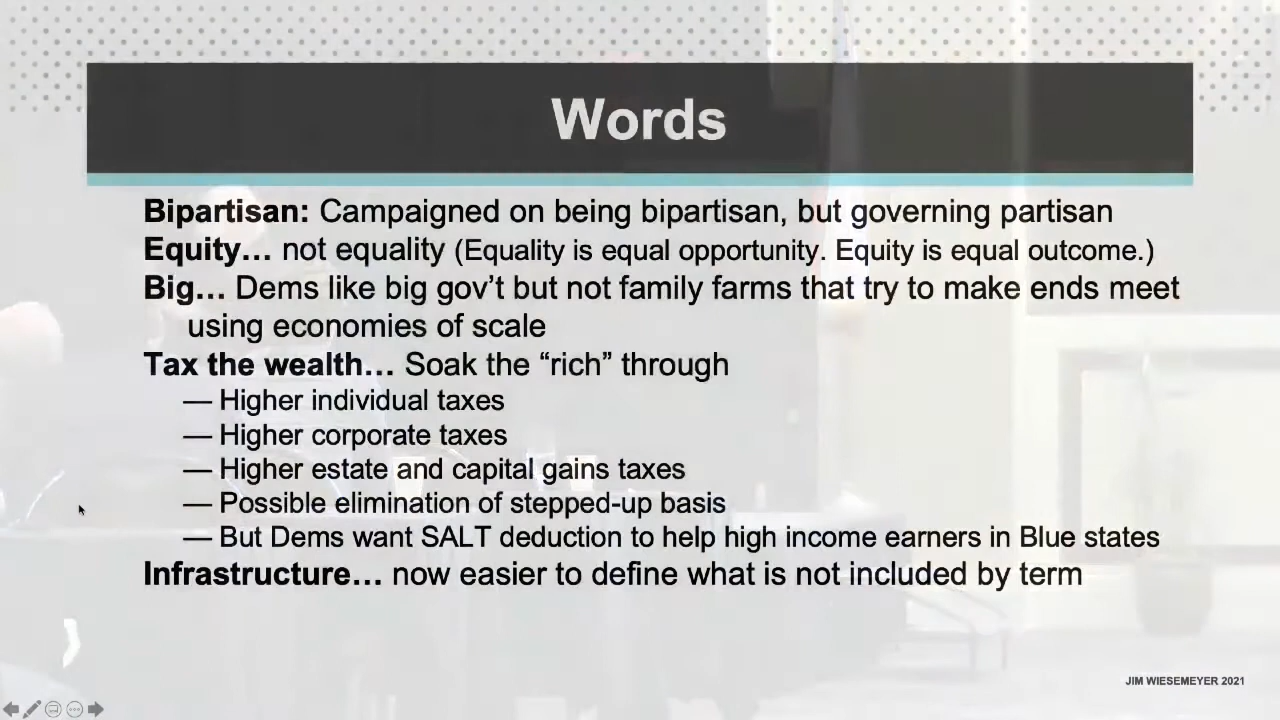 Words
Bipartisan: Campaigned on being bipartisan, but governing partisan
Equity… not equality (Equality is equal opportunity. Equity is equal outcome.)
Big… Dems like big gov’t but not family farms that try to make ends meet
using economies of scale
Tax the wealth… Soak the “rich” through
— Higher individual taxes
— Higher corporate taxes
— Higher estate and capital gains taxes
— Possible elimination of stepped-up basis
— But Dems want SALT deduction to help high income earners in Blue states
Infrastructure… now easier to define what is not included by term
JIM WIESEMEYER 2021